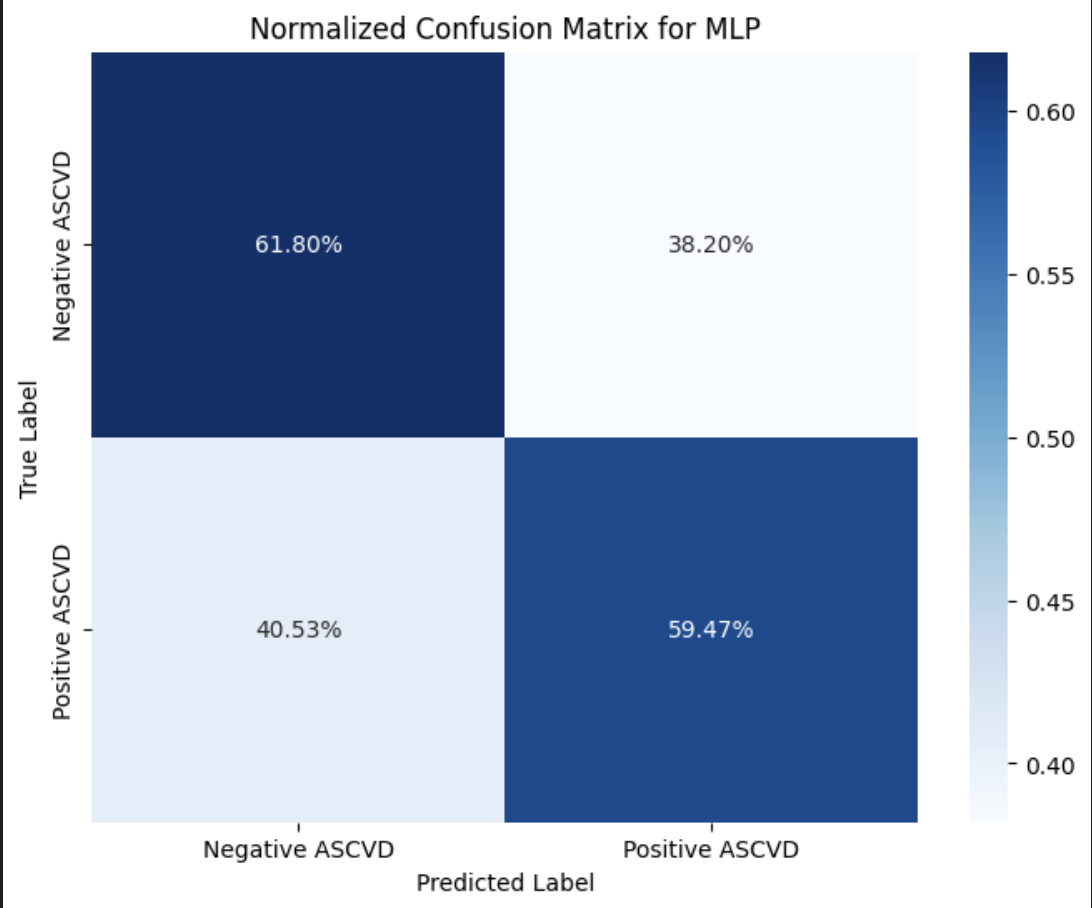 Normalized Confusion Matrix for MLP
True Label
Negative ASCVD
Positive ASCVD
61.80%
38.20%
40.53%
59.47%
Negative ASCVD
Positive ASCVD
Predicted Label
0.60
0.55
0.50
0.45
0.40